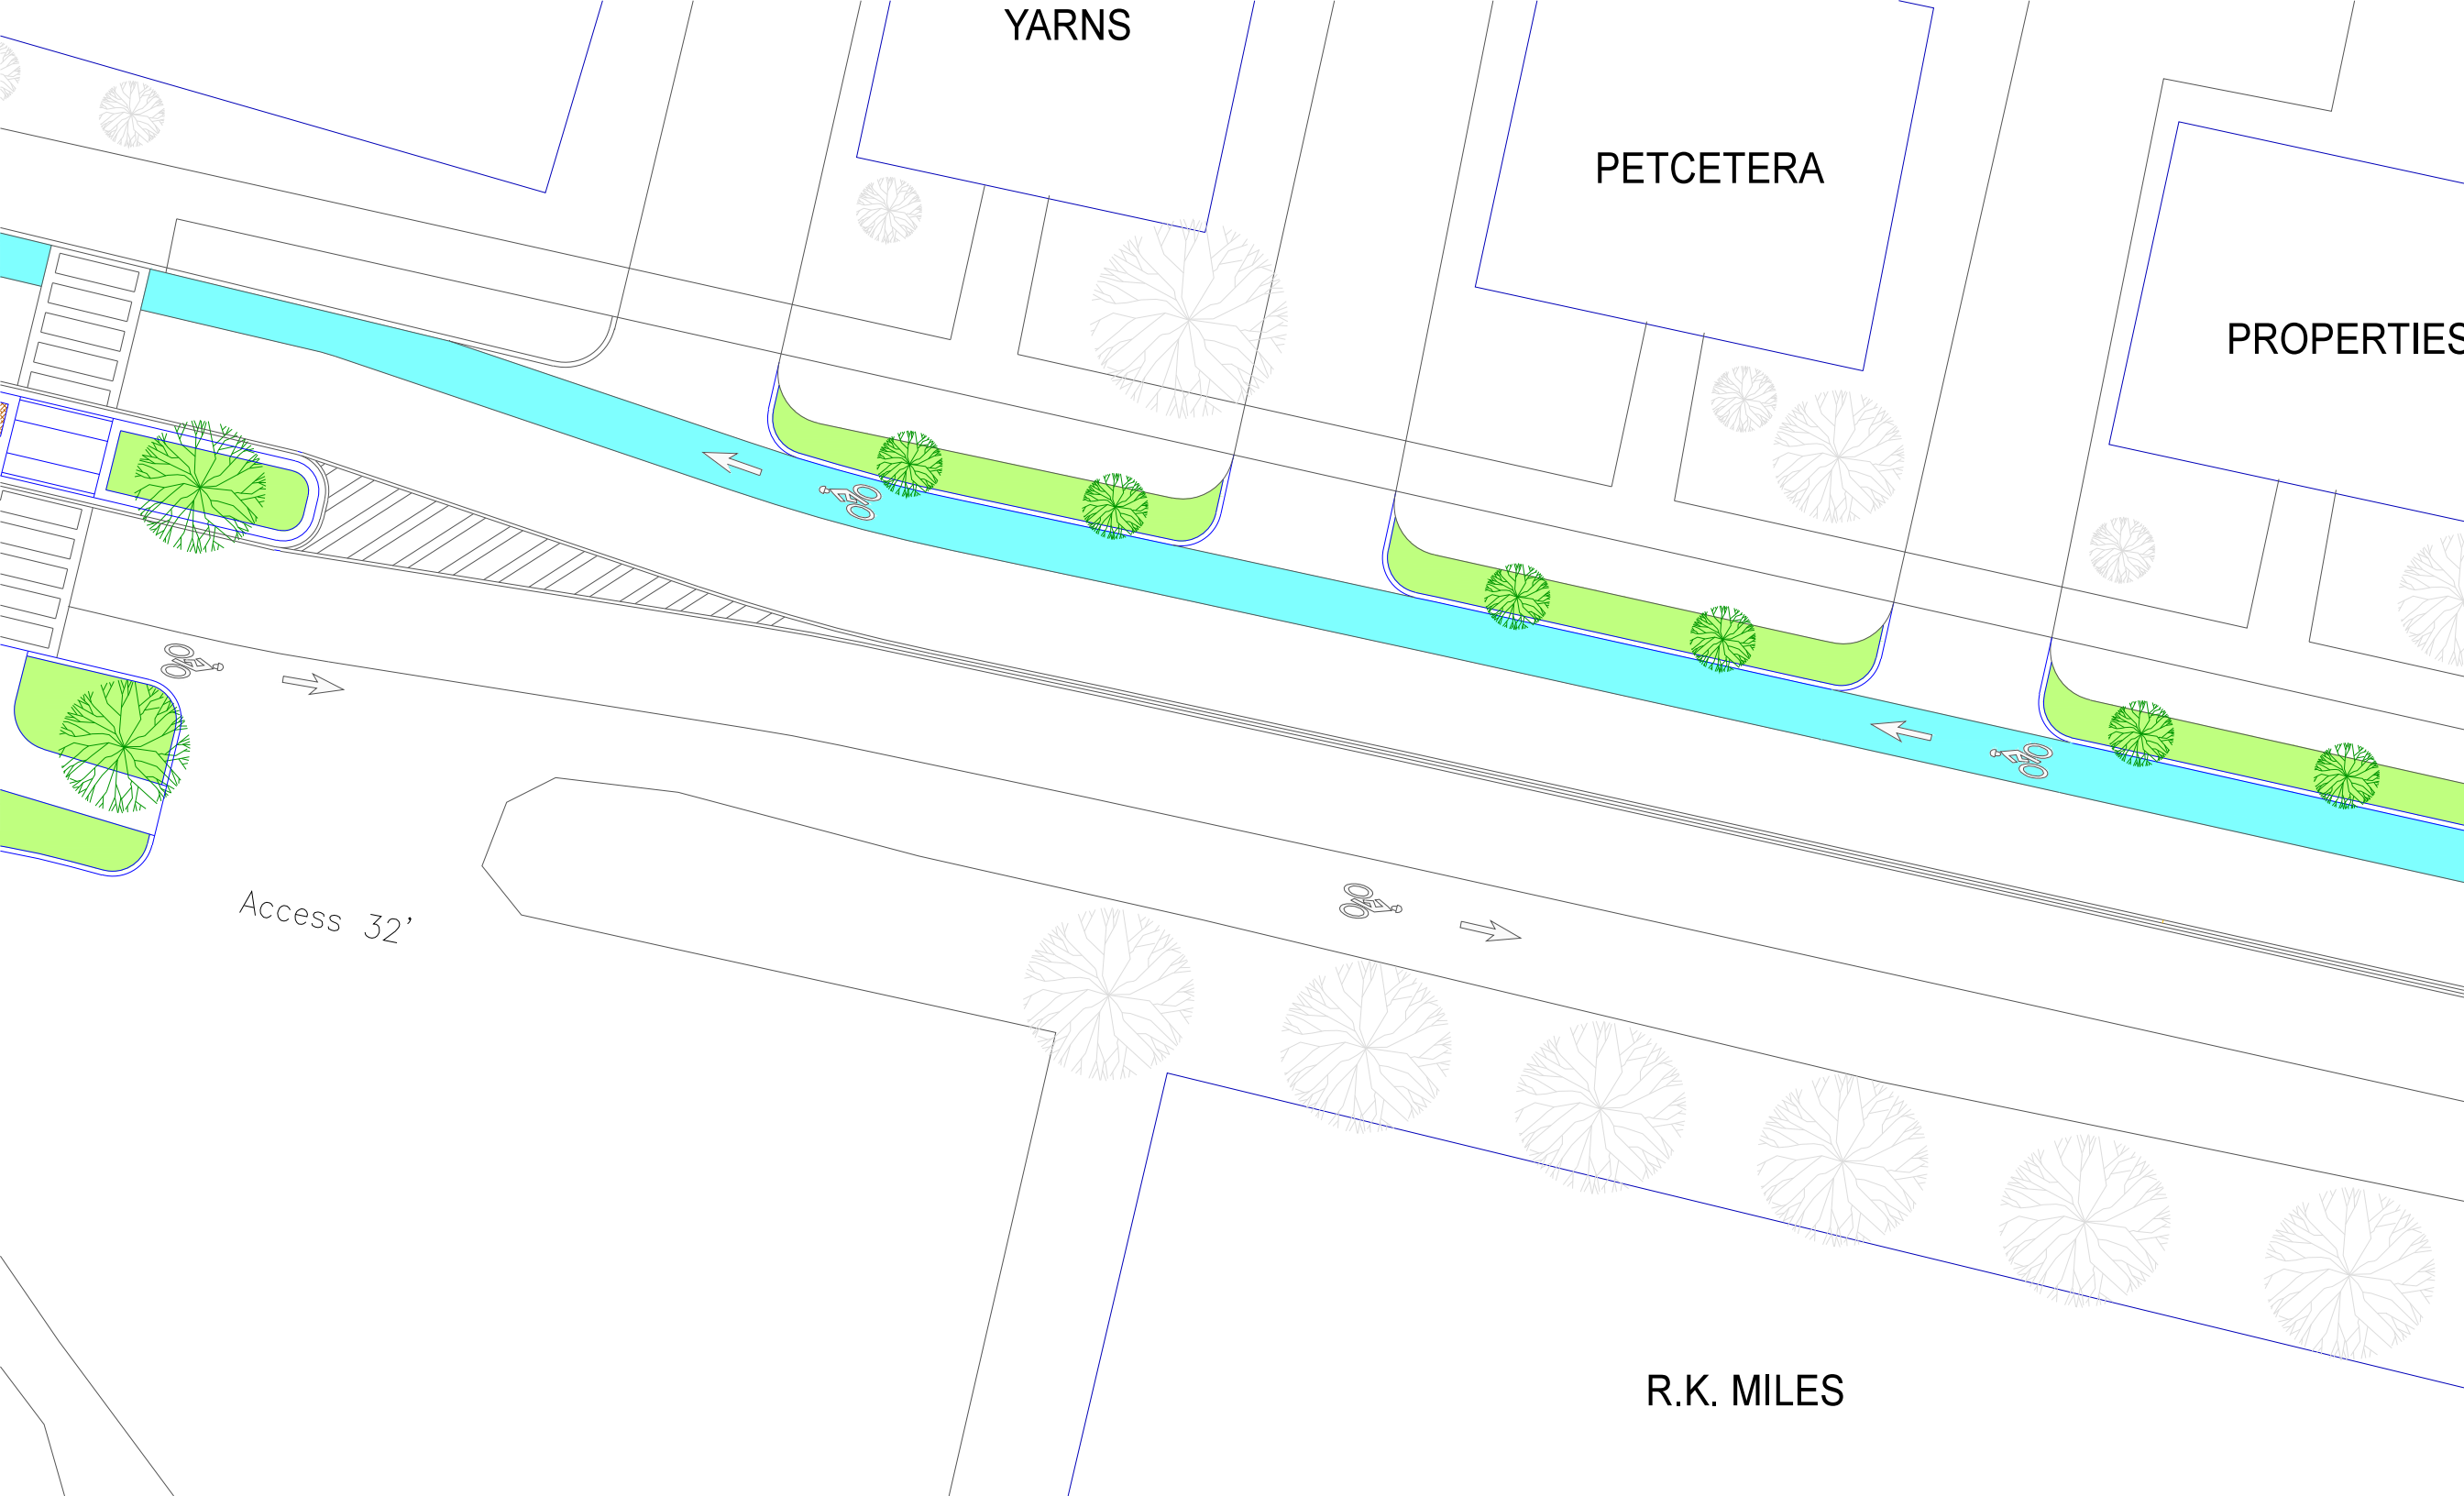 YARNS
PETCETERA
PROPERTIES
Access 32'
R.K. MILES